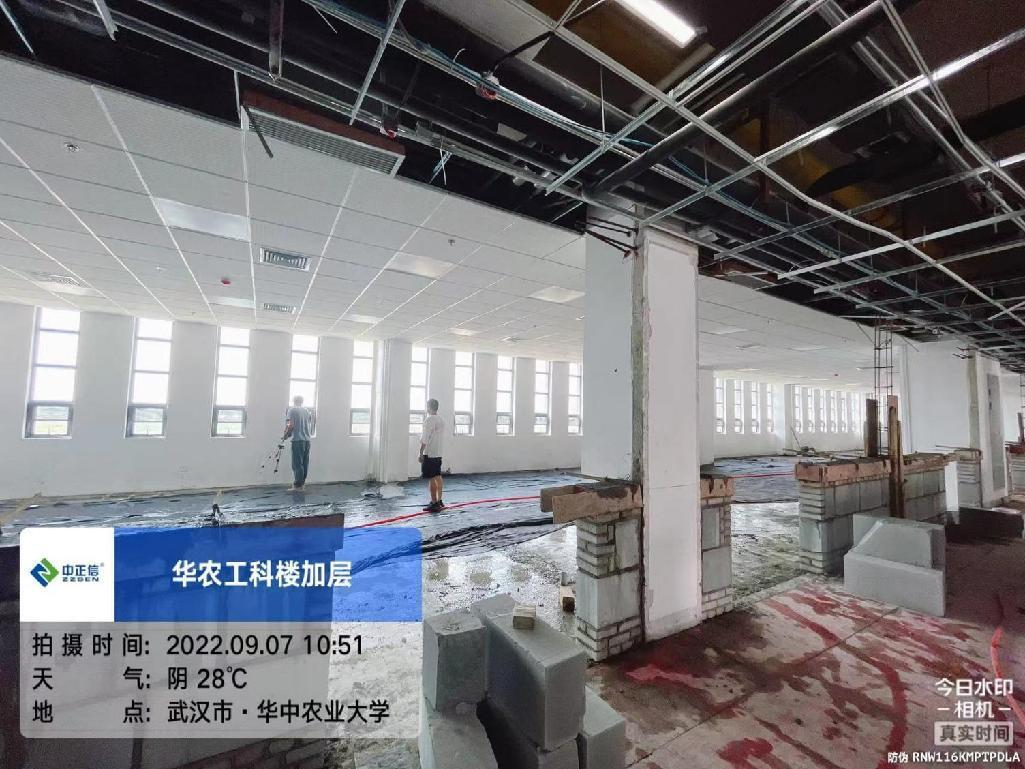 中正信®
ZZSEN
华农工科楼加层
拍摄时间: 2022.09.07 10:51
天 气: 阴 28℃
地 点: 武汉市·华中农业大学
今日水印
-相机-
真实时间
防伪 RNW116KMPTPDLA